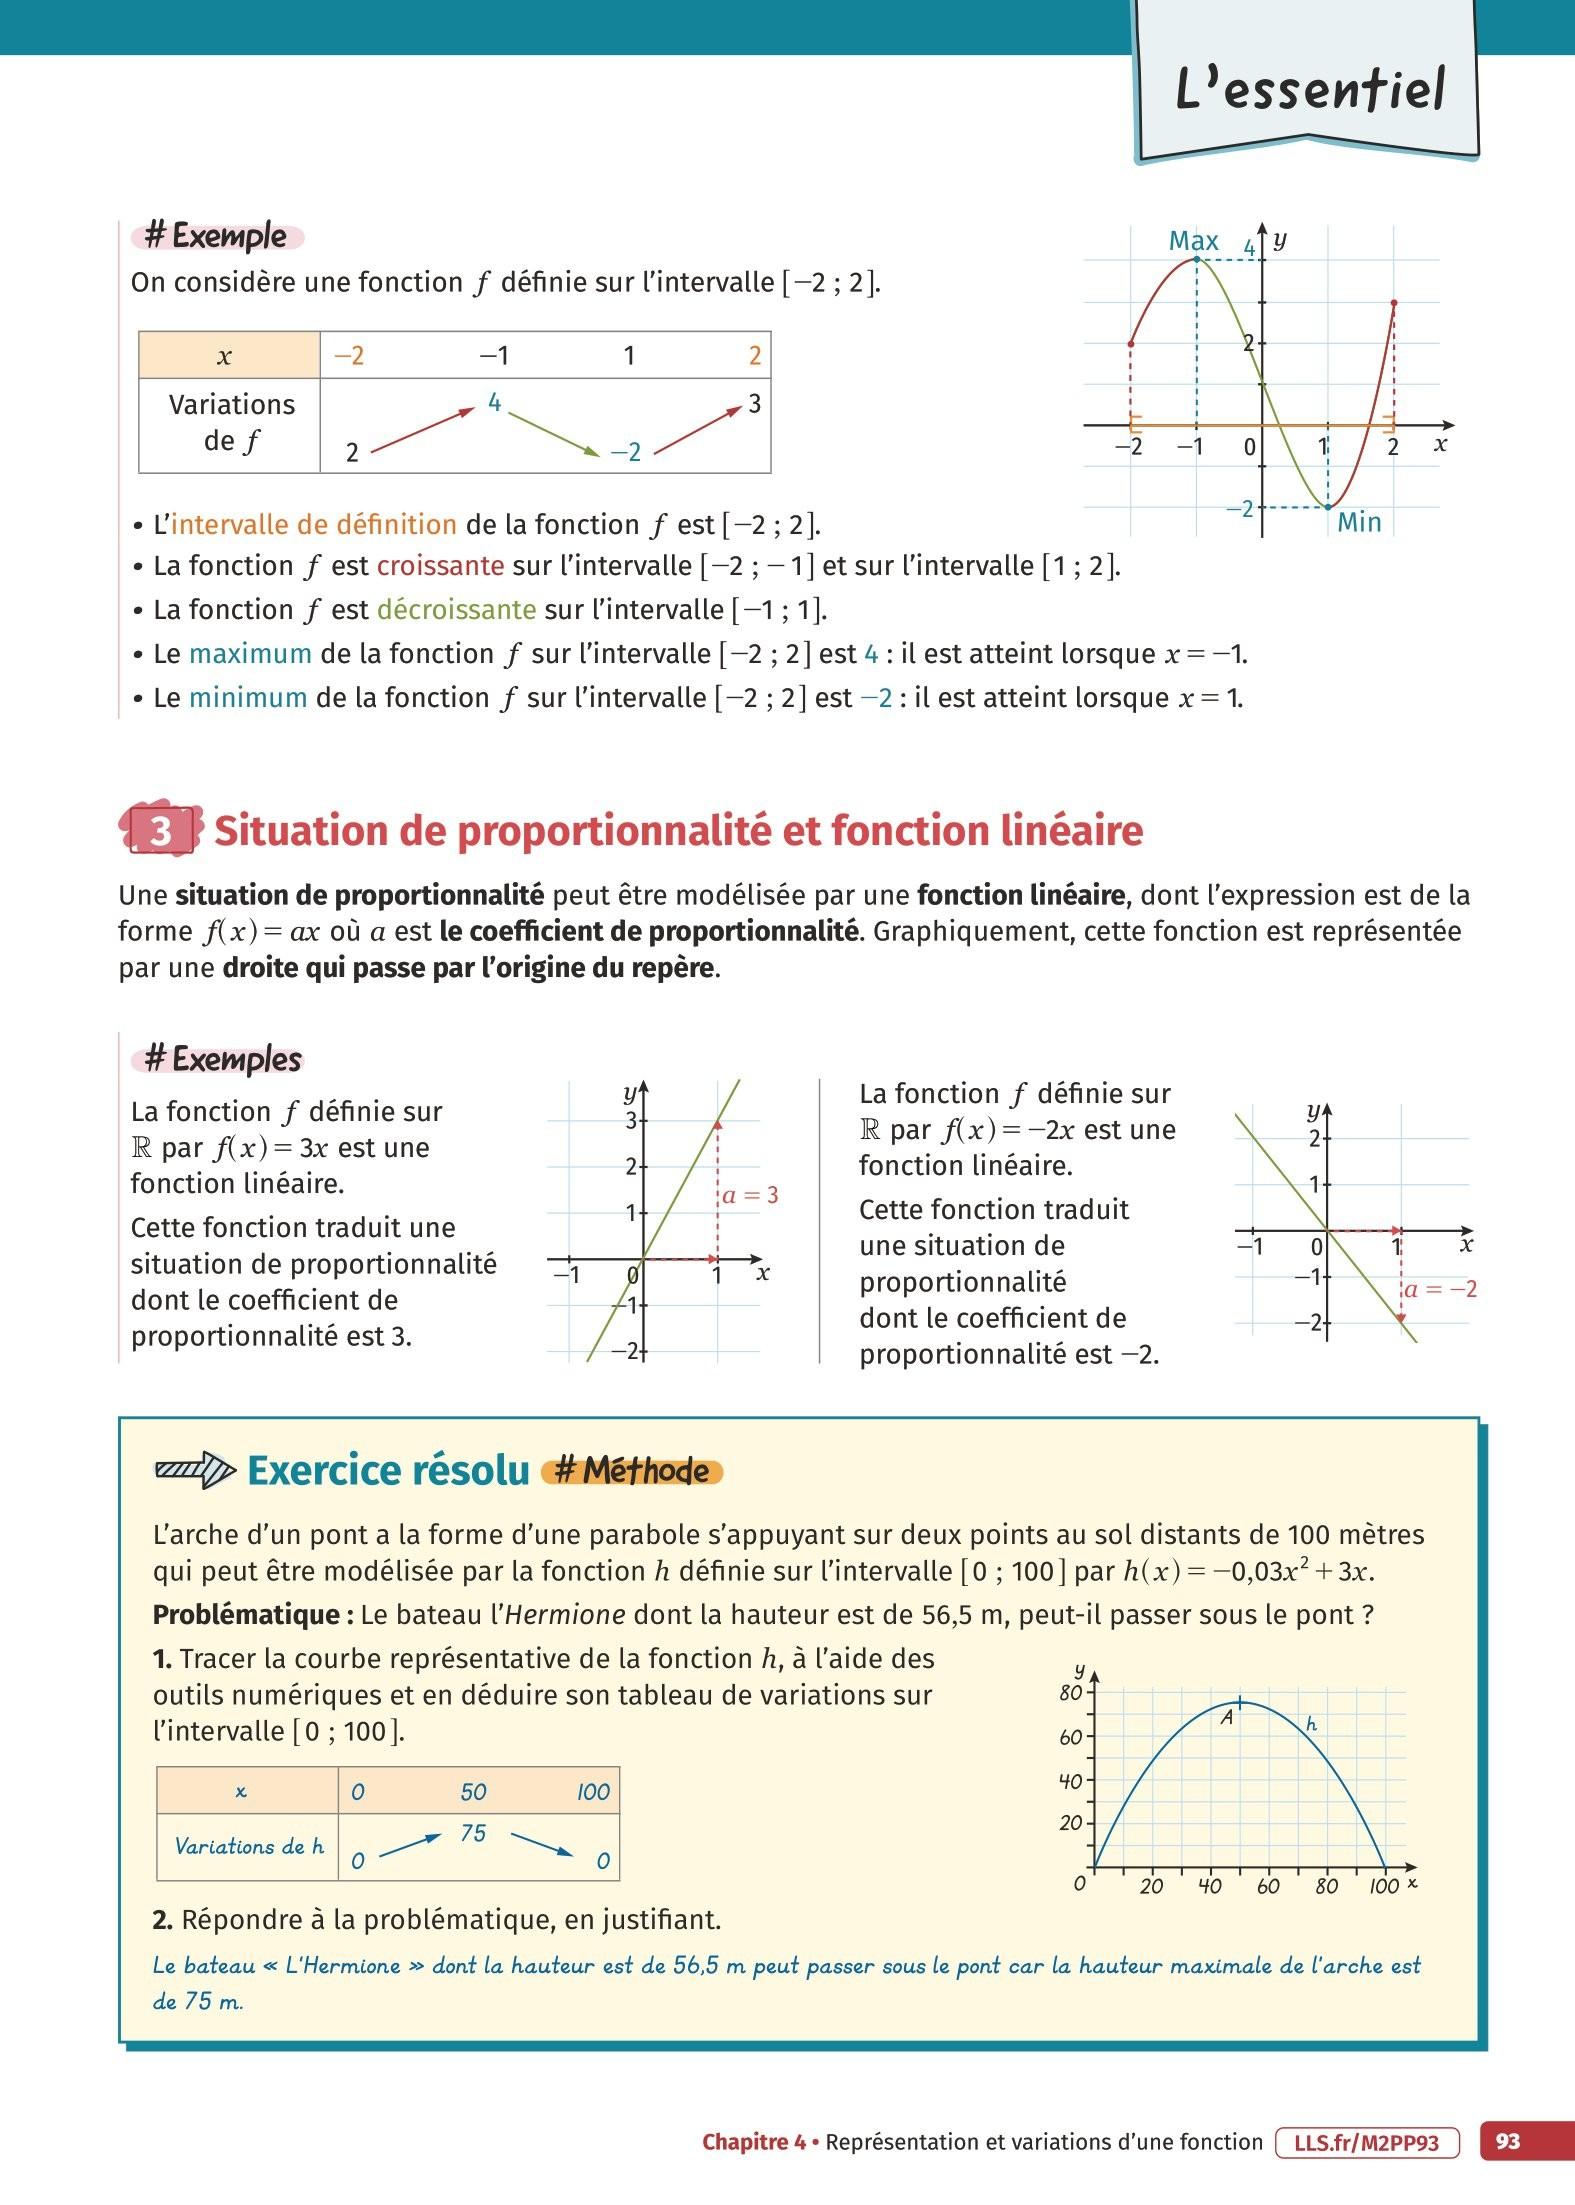 L'essentiel
# Exemple
On considère une fonction f définie sur l'intervalle [−2 ; 2].
x −2 −1 1 2
Variations de f 2 4 −2 3
Max 4 y
2
−2 −1 0 1 2 x
−2 Min
• L'intervalle de définition de la fonction f est [−2 ; 2].
• La fonction f est croissante sur l'intervalle [−2 ; −1] et sur l'intervalle [1 ; 2].
• La fonction f est décroissante sur l'intervalle [−1 ; 1].
• Le maximum de la fonction f sur l'intervalle [−2 ; 2] est 4 : il est atteint lorsque x = −1.
• Le minimum de la fonction f sur l'intervalle [−2 ; 2] est −2 : il est atteint lorsque x = 1.
3 Situation de proportionnalité et fonction linéaire
Une situation de proportionnalité peut être modélisée par une fonction linéaire, dont l'expression est de la
forme f(x) = ax où a est le coefficient de proportionnalité. Graphiquement, cette fonction est représentée
par une droite qui passe par l'origine du repère.
# Exemples
La fonction f définie sur
ℝ par f(x) = 3x est une
fonction linéaire.
Cette fonction traduit une
situation de proportionnalité
dont le coefficient de
proportionnalité est 3.
y
3
2
a = 3
1
−1 0 1 x
−1
−2
La fonction f définie sur
ℝ par f(x) = −2x est une
fonction linéaire.
Cette fonction traduit
une situation de
proportionnalité
dont le coefficient de
proportionnalité est −2.
y
2
1
−1 0 1 x
−1
a = −2
−2
Exercice résolu # Méthode
L'arche d'un pont a la forme d'une parabole s'appuyant sur deux points au sol distants de 100 mètres
qui peut être modélisée par la fonction h définie sur l'intervalle [0 ; 100] par h(x) = −0,03x² + 3x.
Problématique : Le bateau l'Hermione dont la hauteur est de 56,5 m, peut-il passer sous le pont ?
1. Tracer la courbe représentative de la fonction h, à l'aide des
outils numériques et en déduire son tableau de variations sur
l'intervalle [0 ; 100].
x 0 50 100
Variations de h 0 75 0
y
80
A h
60
40
20
0 20 40 60 80 100 x
2. Répondre à la problématique, en justifiant.
Le bateau « L'Hermione » dont la hauteur est de 56,5 m peut passer sous le pont car la hauteur maximale de l'arche est
de 75 m.
Chapitre 4 • Représentation et variations d'une fonction LLS.fr/M2PP93 93